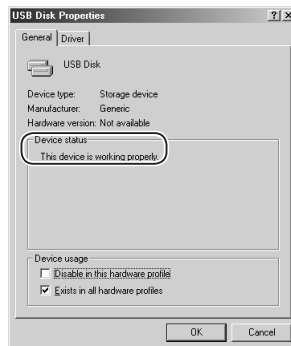 USB Disk Properties
General
Driver
USB Disk
Device type: Storage device
Manufacturer: Generic
Hardware version: Not available
Device status
This device is working properly.
Device usage
Disable in this hardware profile
Exists in all hardware profiles
OK
Cancel